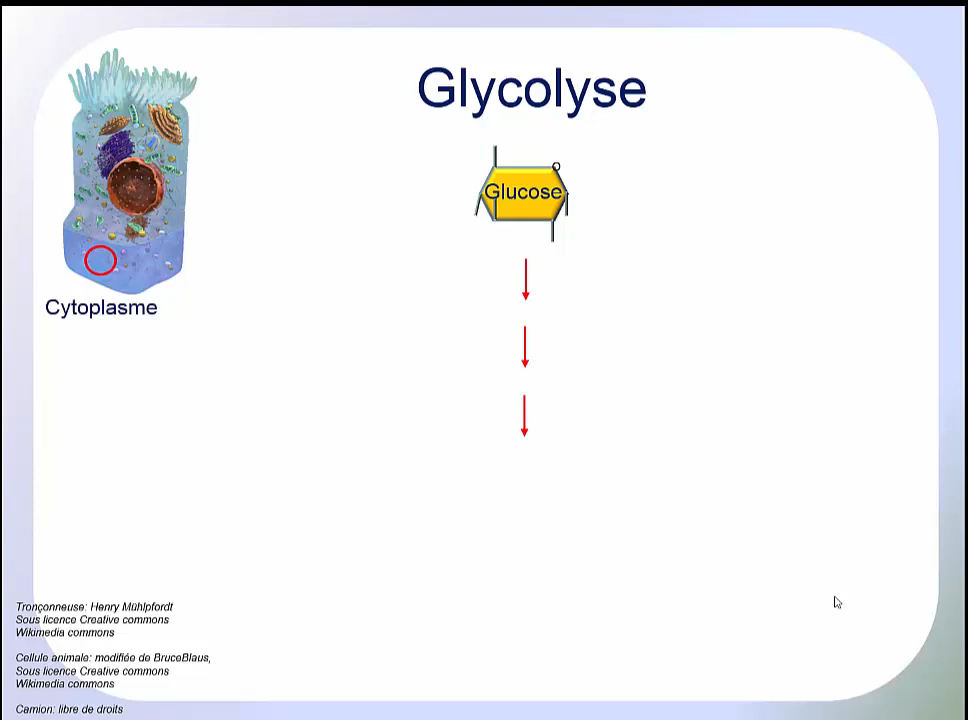 Glycolyse
Glucose
Cytoplasme
Tronçonneuse: Henry Mühlpfordt
Sous licence Creative commons
Wikimedia commons
Cellule animale: modifiée de BruceBlaus,
Sous licence Creative commons
Wikimedia commons
Camion: libre de droits